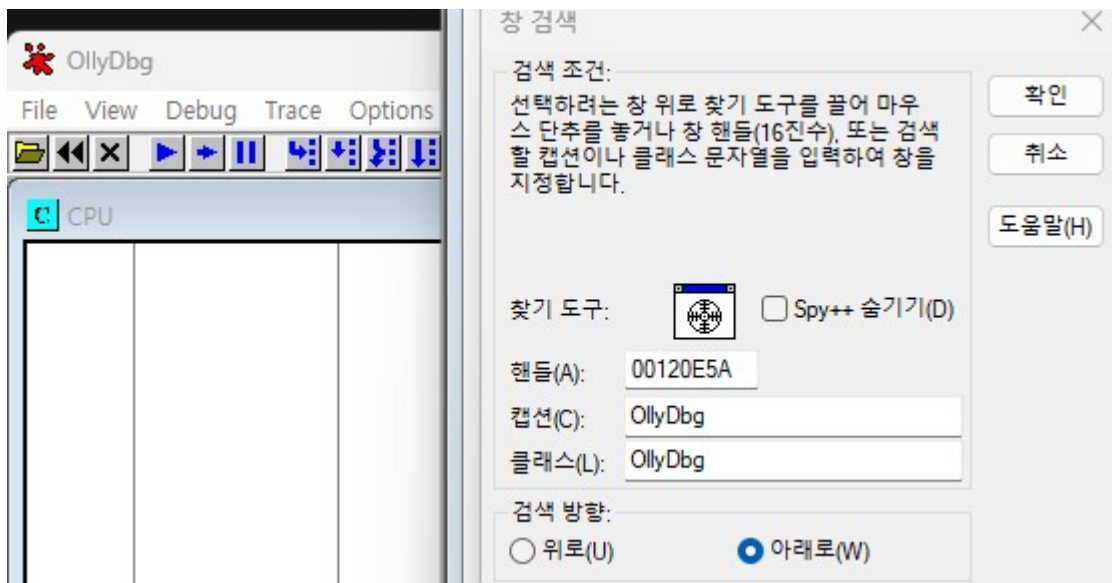 OllyDbg
File View Debug Trace Options
C CPU
창 검색
검색 조건:
선택하려는 창 위로 찾기 도구를 끌어 마우
스 단추를 놓거나 창 핸들(16진수), 또는 검색
할 캡션이나 클래스 문자열을 입력하여 창을
지정합니다.
찾기 도구:
Spy++ 숨기기(D)
핸들(A): 00120E5A
캡션(C): OllyDbg
클래스(L): OllyDbg
검색 방향:
위로(U) 아래로(W)
확인
취소
도움말(H)